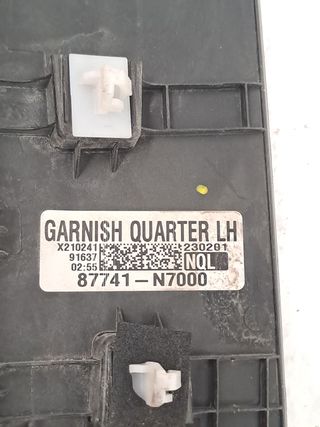 GARNISH QUARTER LH
X210241 230201
91637
02:55 NQL
87741-N7000